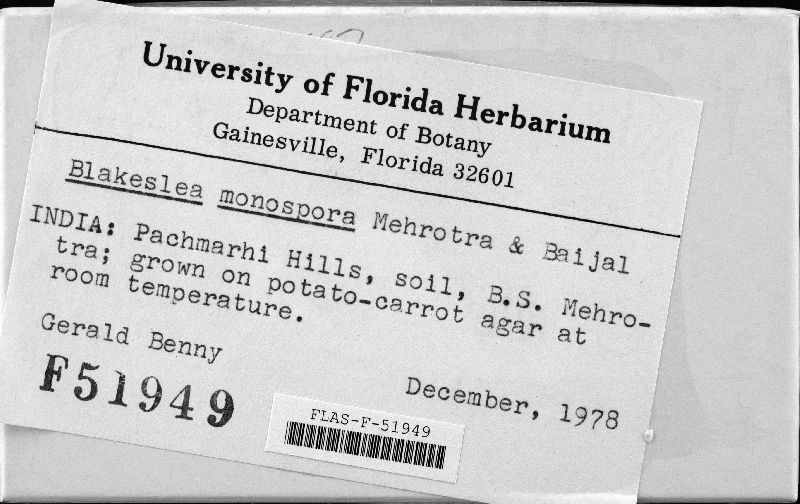 University of Florida Herbarium
Department of Botany
Gainesville, Florida 32601
Blakeslea monospora Mehrotra & Baijal
INDIA: Pachmarhi Hills, soil, B.S. Mehro-
tra; grown on potato-carrot agar at
room temperature.
Gerald Benny
December, 1978
F51949
FLAS-F-51949